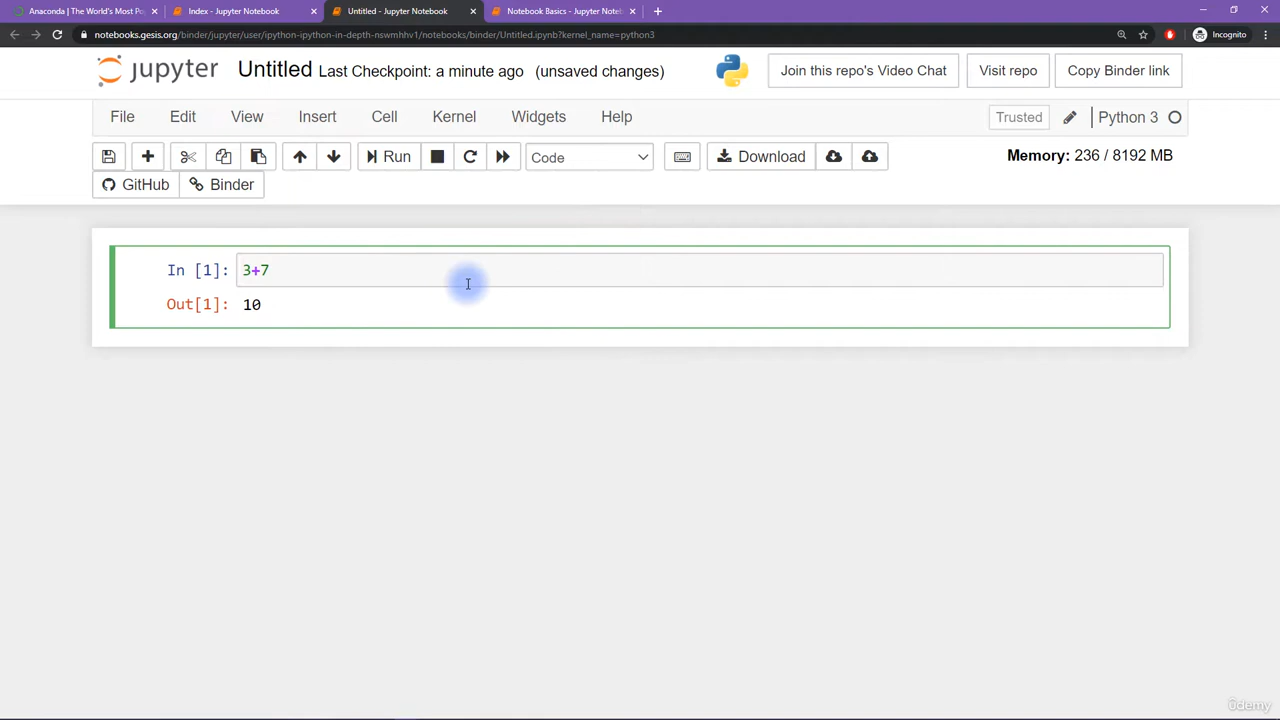 Anaconda | The World's Most Po
Index - Jupyter Notebook
Untitled - Jupyter Notebook
Notebook Basics - Jupyter Note
notebooks.gesis.org/binder/jupyter/user/ipython-ipython-in-depth-nswmhhv1/notebooks/binder/Untitled.ipynb?kernel_name=python3
Incognito
jupyter Untitled Last Checkpoint: a minute ago (unsaved changes)
Join this repo's Video Chat
Visit repo
Copy Binder link
File Edit View Insert Cell Kernel Widgets Help
Trusted
Python 3
Run
Code
Download
Memory: 236 / 8192 MB
GitHub
Binder
In [1]: 3+7
Out[1]: 10
ûdemy